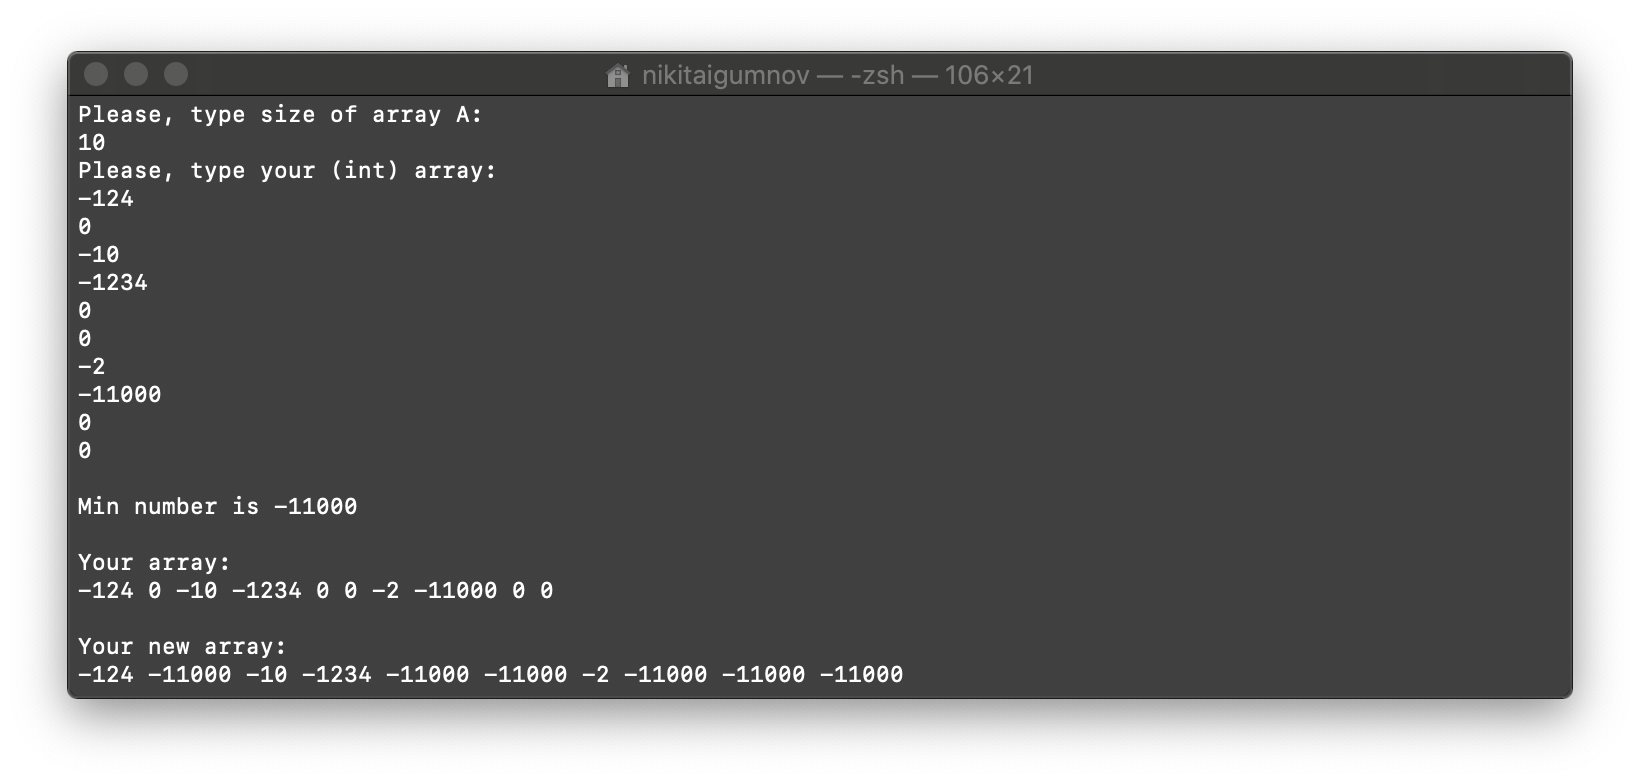 nikitaigumnov — -zsh — 106×21
Please, type size of array A:
10
Please, type your (int) array:
-124
0
-10
-1234
0
0
-2
-11000
0
0
Min number is -11000
Your array:
-124 0 -10 -1234 0 0 -2 -11000 0 0
Your new array:
-124 -11000 -10 -1234 -11000 -11000 -2 -11000 -11000 -11000